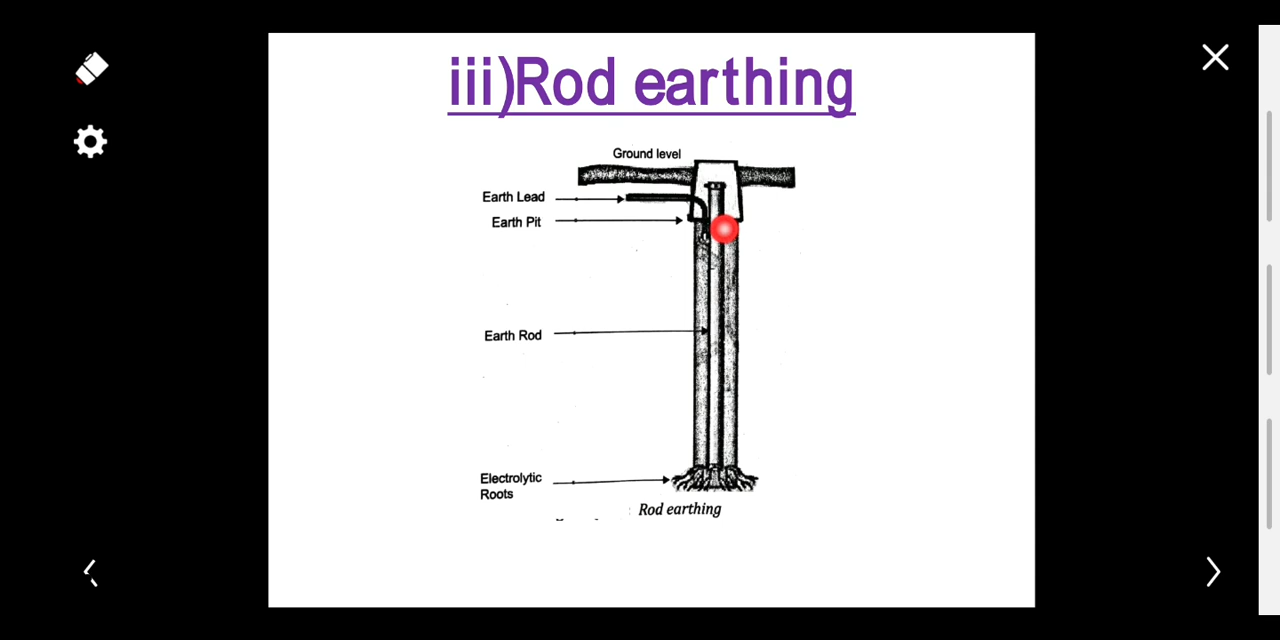 iii)Rod earthing
Ground level
Earth Lead
Earth Pit
Earth Rod
Electrolytic
Roots
Rod earthing